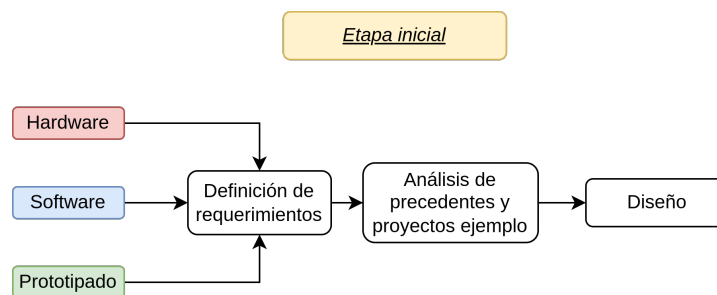 Etapa inicial
Hardware
Software
Prototipado
Definición de
requerimientos
Análisis de
precedentes y
proyectos ejemplo
Diseño